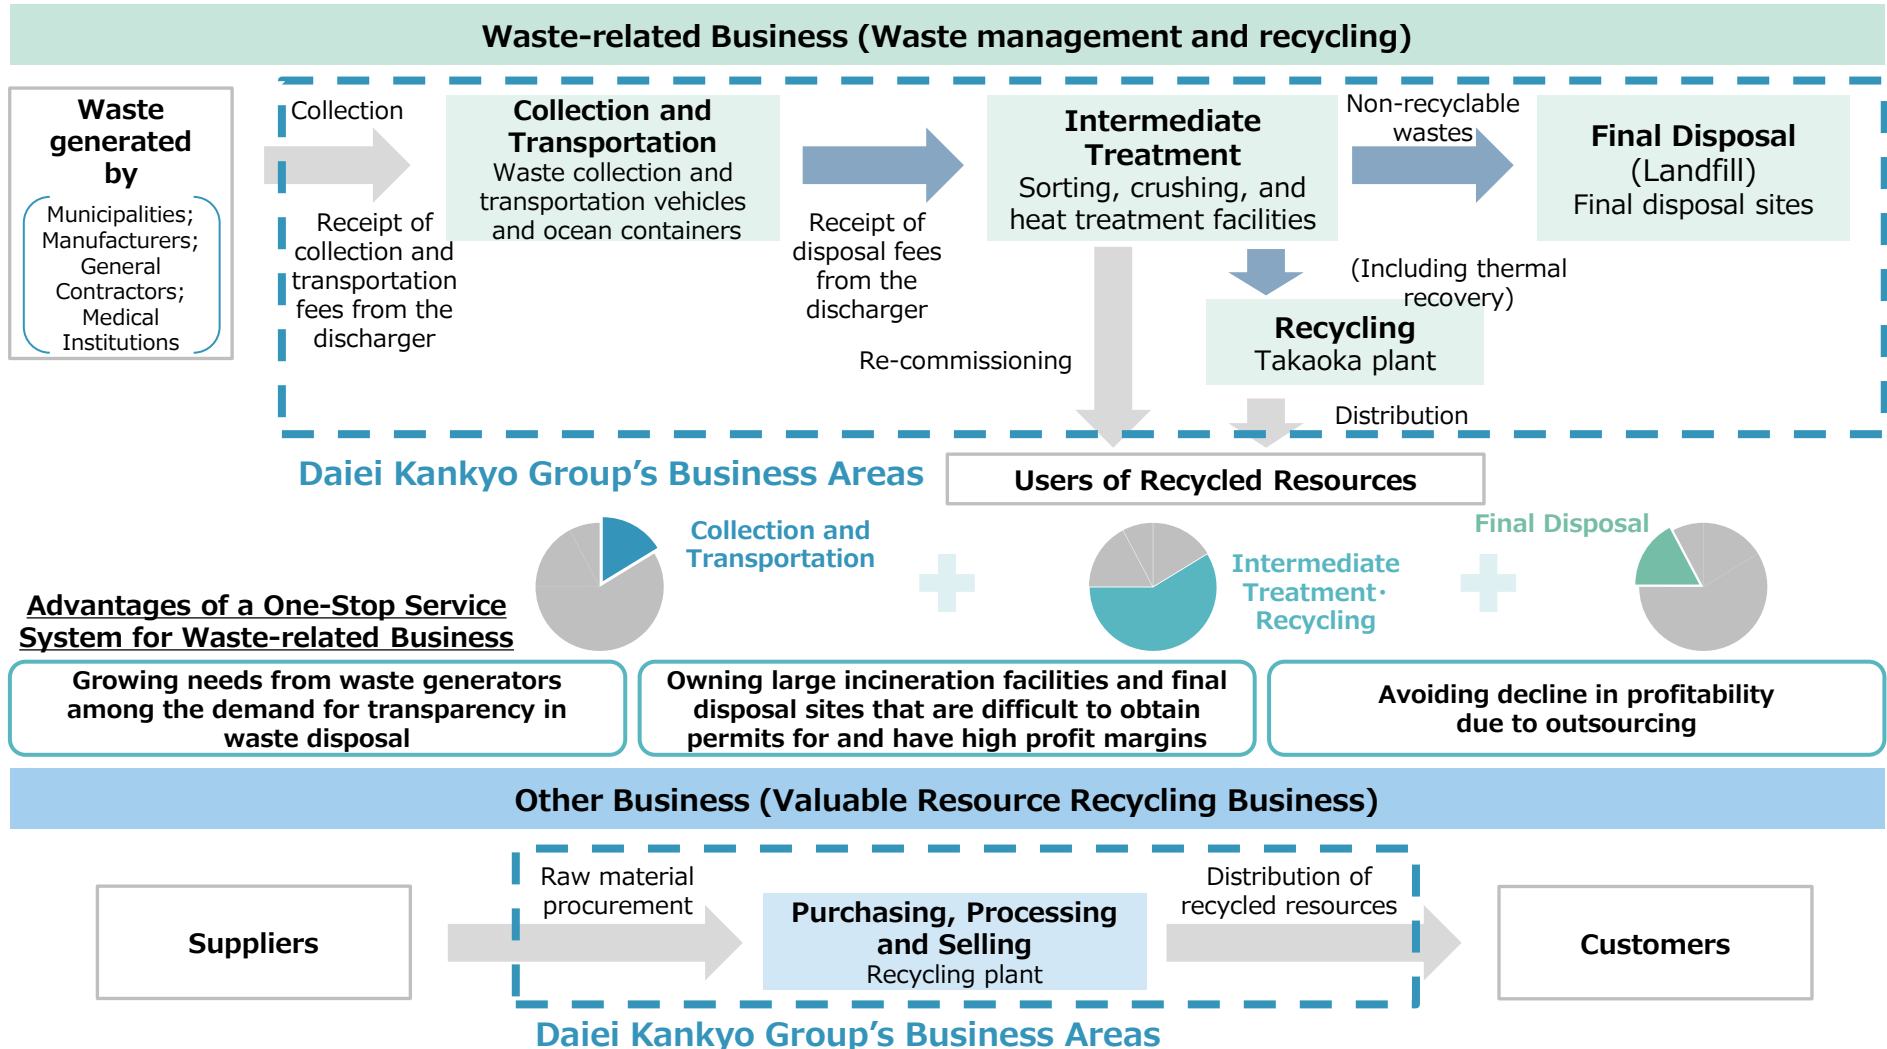 Waste-related Business (Waste management and recycling)
Waste
generated
by
Municipalities;
Manufacturers;
General
Contractors;
Medical
Institutions
Collection
Receipt of
collection and
transportation
fees from the
discharger
Collection and
Transportation
Waste collection and
transportation vehicles
and ocean containers
Receipt of
disposal fees
from the
discharger
Intermediate
Treatment
Sorting, crushing, and
heat treatment facilities
Non-recyclable
wastes
Final Disposal
(Landfill)
Final disposal sites
(Including thermal
recovery)
Recycling
Takaoka plant
Re-commissioning
Distribution
Daiei Kankyo Group’s Business Areas
Users of Recycled Resources
Collection and
Transportation
Intermediate
Treatment・
Recycling
Final Disposal
Advantages of a One-Stop Service
System for Waste-related Business
Growing needs from waste generators
among the demand for transparency in
waste disposal
Owning large incineration facilities and final
disposal sites that are difficult to obtain
permits for and have high profit margins
Avoiding decline in profitability
due to outsourcing
Other Business (Valuable Resource Recycling Business)
Suppliers
Raw material
procurement
Purchasing, Processing
and Selling
Recycling plant
Distribution of
recycled resources
Customers
Daiei Kankyo Group’s Business Areas